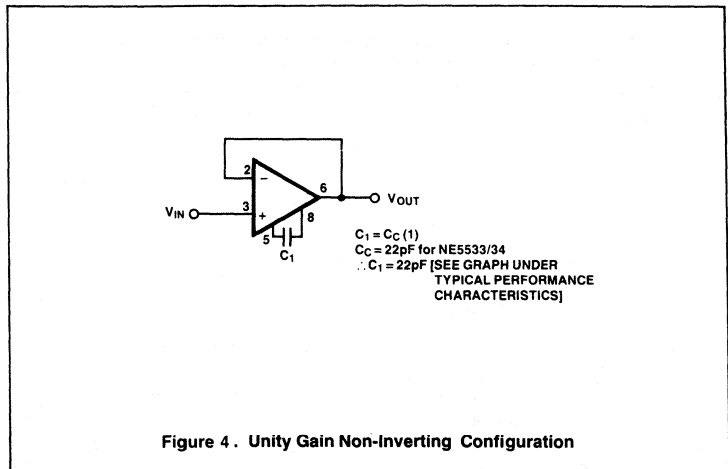 2
−
6
VOUT
VIN
3
+
8
5
C1
C1 = CC (1)
CC = 22pF for NE5533/34
∴C1 = 22pF [SEE GRAPH UNDER
TYPICAL PERFORMANCE
CHARACTERISTICS]
Figure 4 . Unity Gain Non-Inverting Configuration